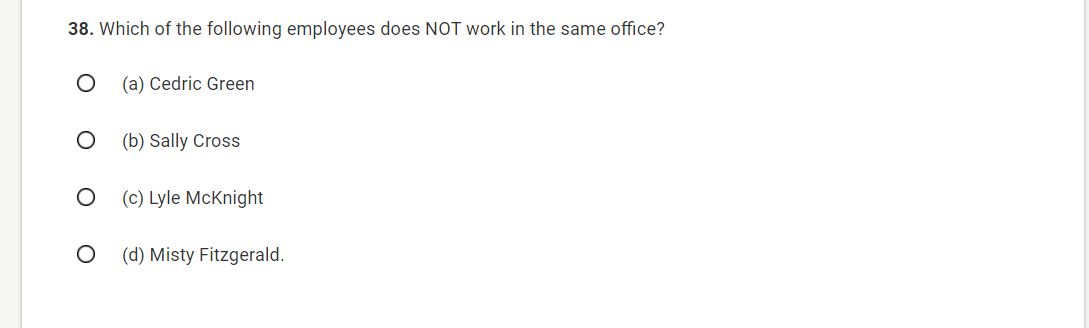 38. Which of the following employees does NOT work in the same office?
(a) Cedric Green
(b) Sally Cross
(c) Lyle McKnight
(d) Misty Fitzgerald.